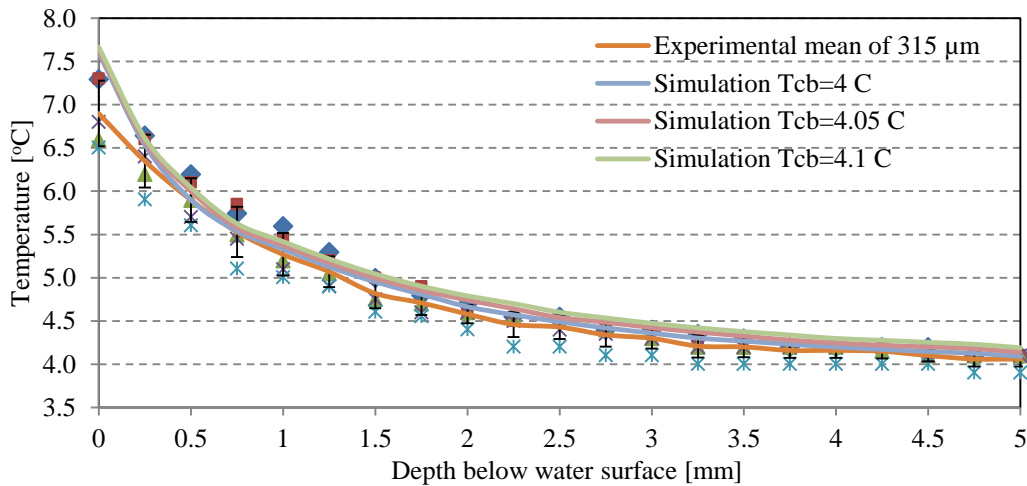 8.0
7.5
7.0
6.5
6.0
5.5
5.0
4.5
4.0
3.5
Temperature [°C]
Experimental mean of 315 µm
Simulation Tcb=4 C
Simulation Tcb=4.05 C
Simulation Tcb=4.1 C
0 0.5 1 1.5 2 2.5 3 3.5 4 4.5 5
Depth below water surface [mm]